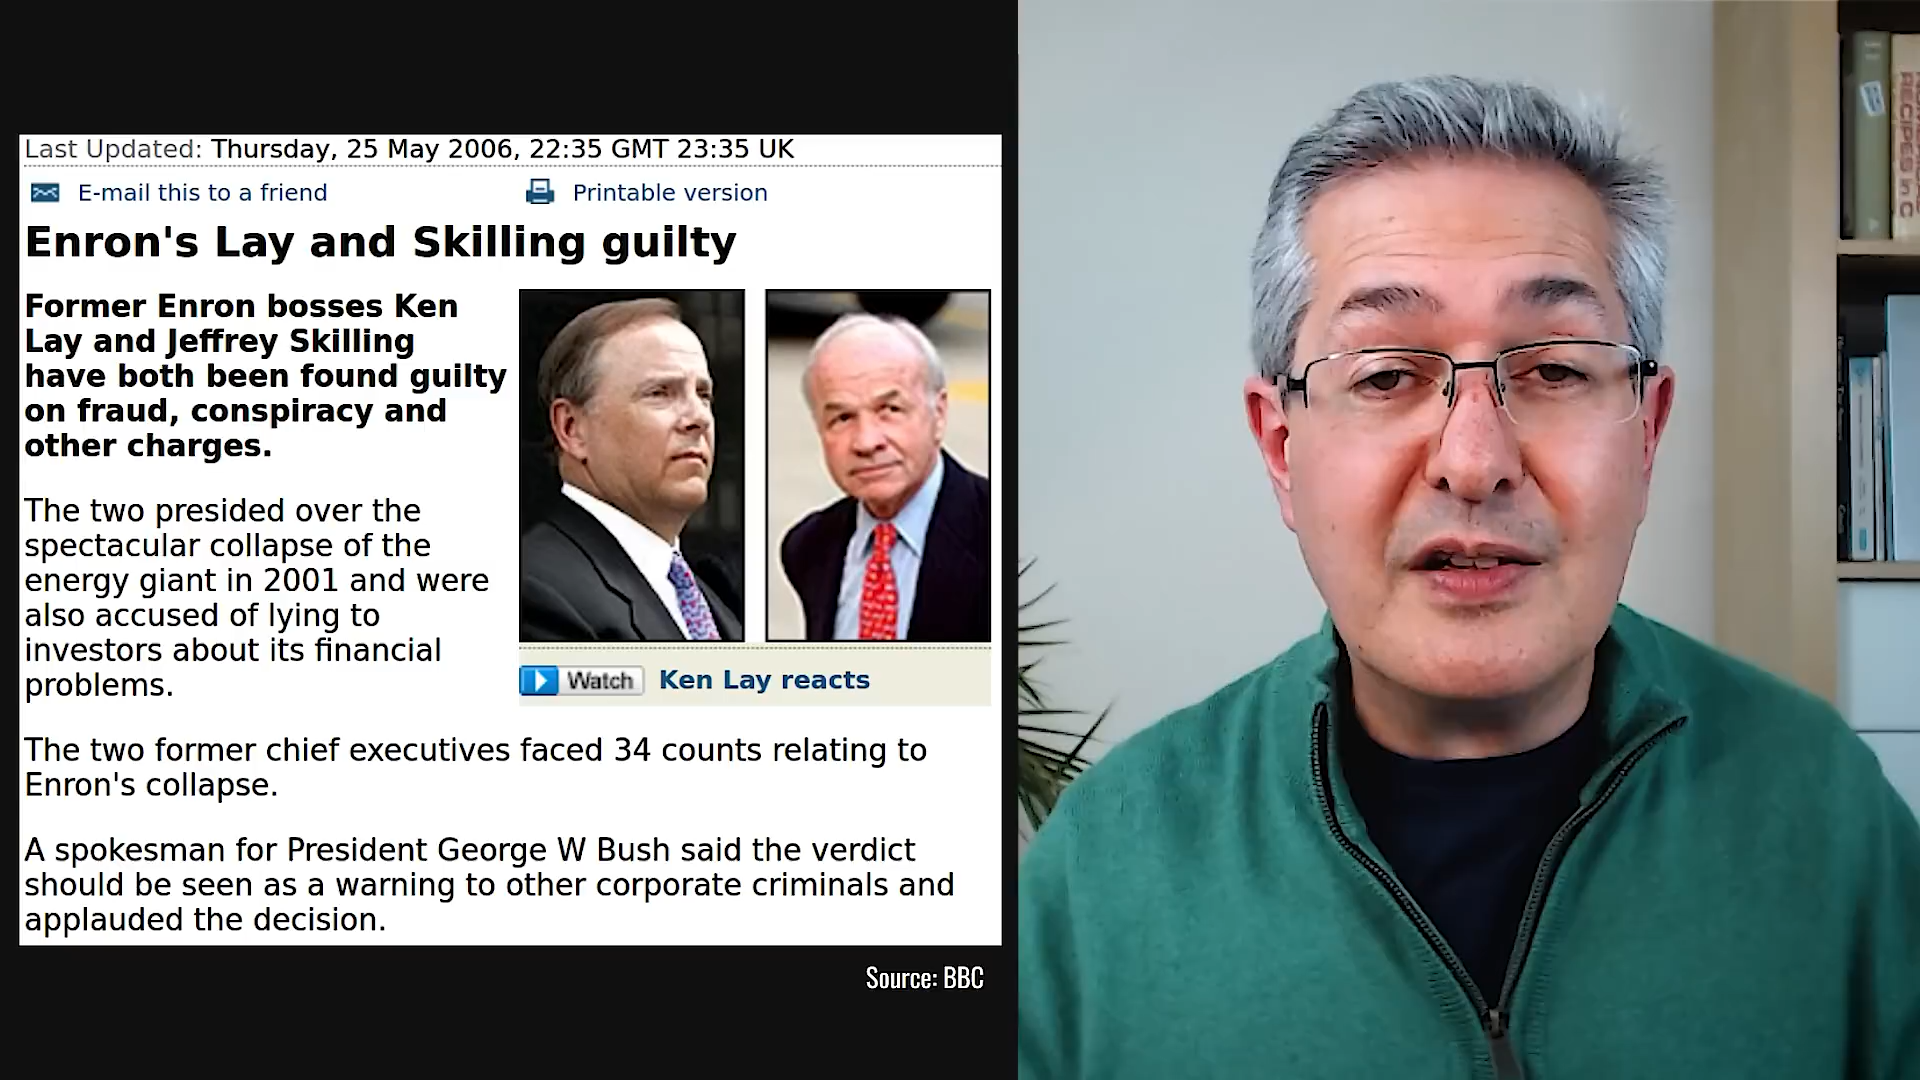 Last Updated: Thursday, 25 May 2006, 22:35 GMT 23:35 UK
E-mail this to a friend
Printable version
Enron's Lay and Skilling guilty
Former Enron bosses Ken
Lay and Jeffrey Skilling
have both been found guilty
on fraud, conspiracy and
other charges.
The two presided over the
spectacular collapse of the
energy giant in 2001 and were
also accused of lying to
investors about its financial
problems.
Watch Ken Lay reacts
The two former chief executives faced 34 counts relating to
Enron's collapse.
A spokesman for President George W Bush said the verdict
should be seen as a warning to other corporate criminals and
applauded the decision.
Source: BBC
RECIPES in C